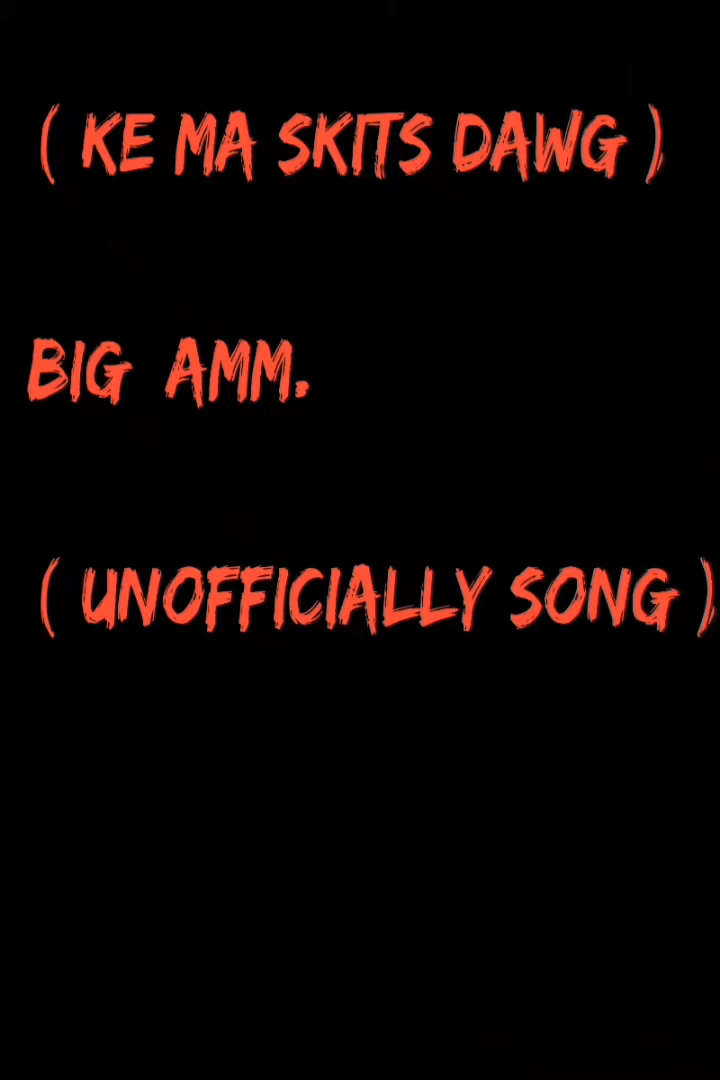 ( KE MA SKITS DAWG )
BIG AMM.
( UNOFFICIALLY SONG )